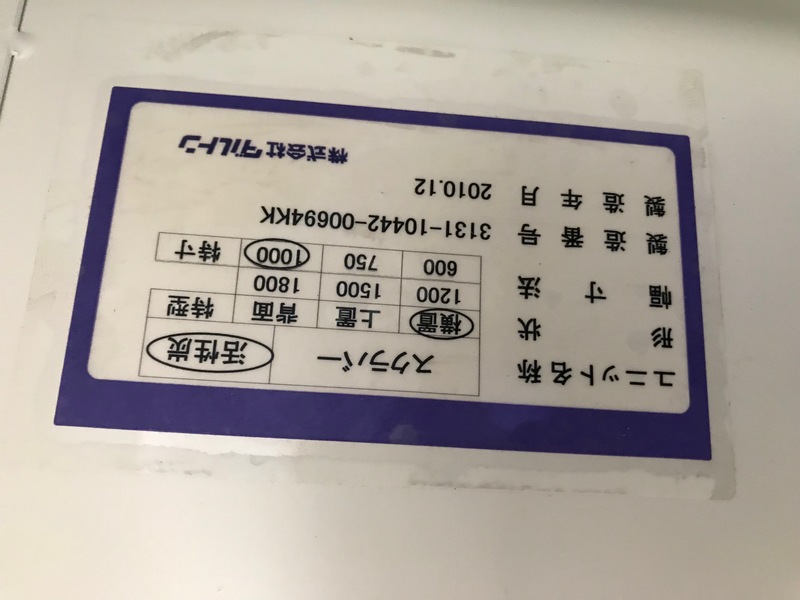 ユニット名称 スクラバー 活性炭
形状 横置 上置 背面 特型
幅寸法 1200 1500 1800
600 750 1000 特寸
製造番号 3131-10442-00694KK
製造年月 2010.12
株式会社ダルトン